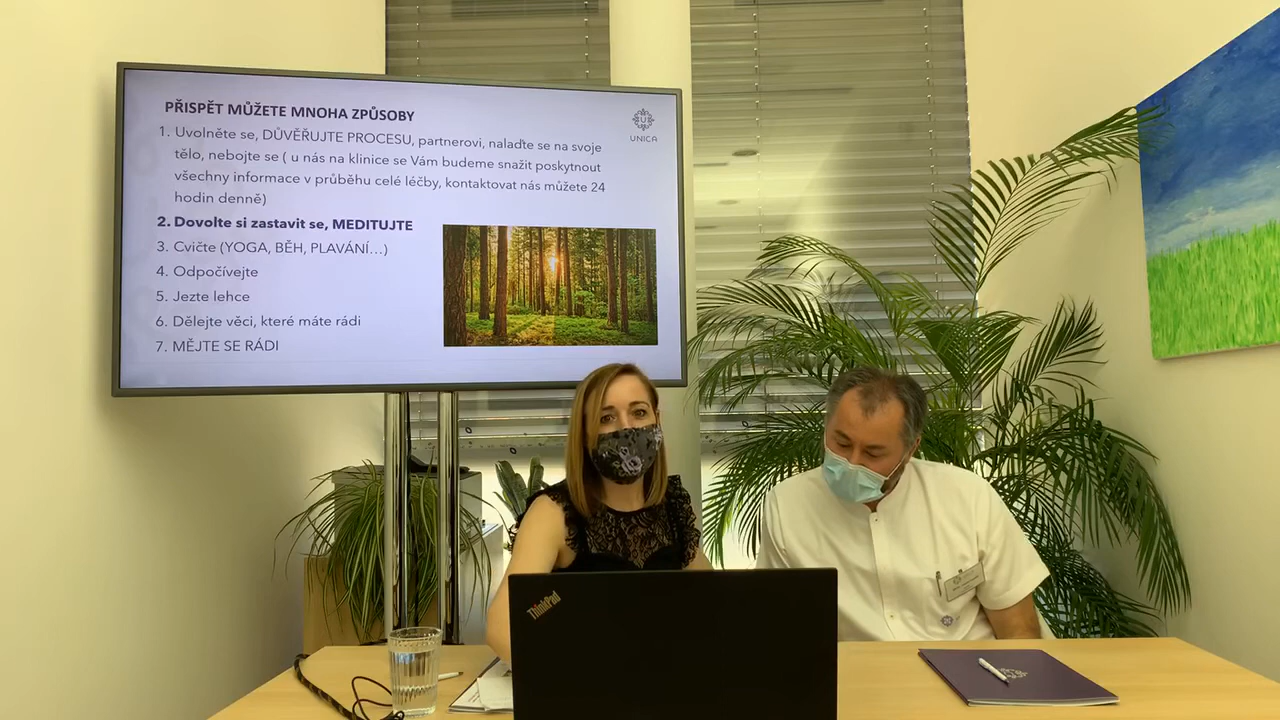 PŘISPĚT MŮŽETE MNOHA ZPŮSOBY
UNICA
1. Uvolněte se, DŮVĚŘUJTE PROCESU, partnerovi, nalaďte se na svoje
tělo, nebojte se ( u nás na klinice se Vám budeme snažit poskytnout
všechny informace v průběhu celé léčby, kontaktovat nás můžete 24
hodin denně)
2. Dovolte si zastavit se, MEDITUJTE
3. Cvičte (YOGA, BĚH, PLAVÁNÍ...)
4. Odpočívejte
5. Jezte lehce
6. Dělejte věci, které máte rádi
7. MĚJTE SE RÁDI
ThinkPad